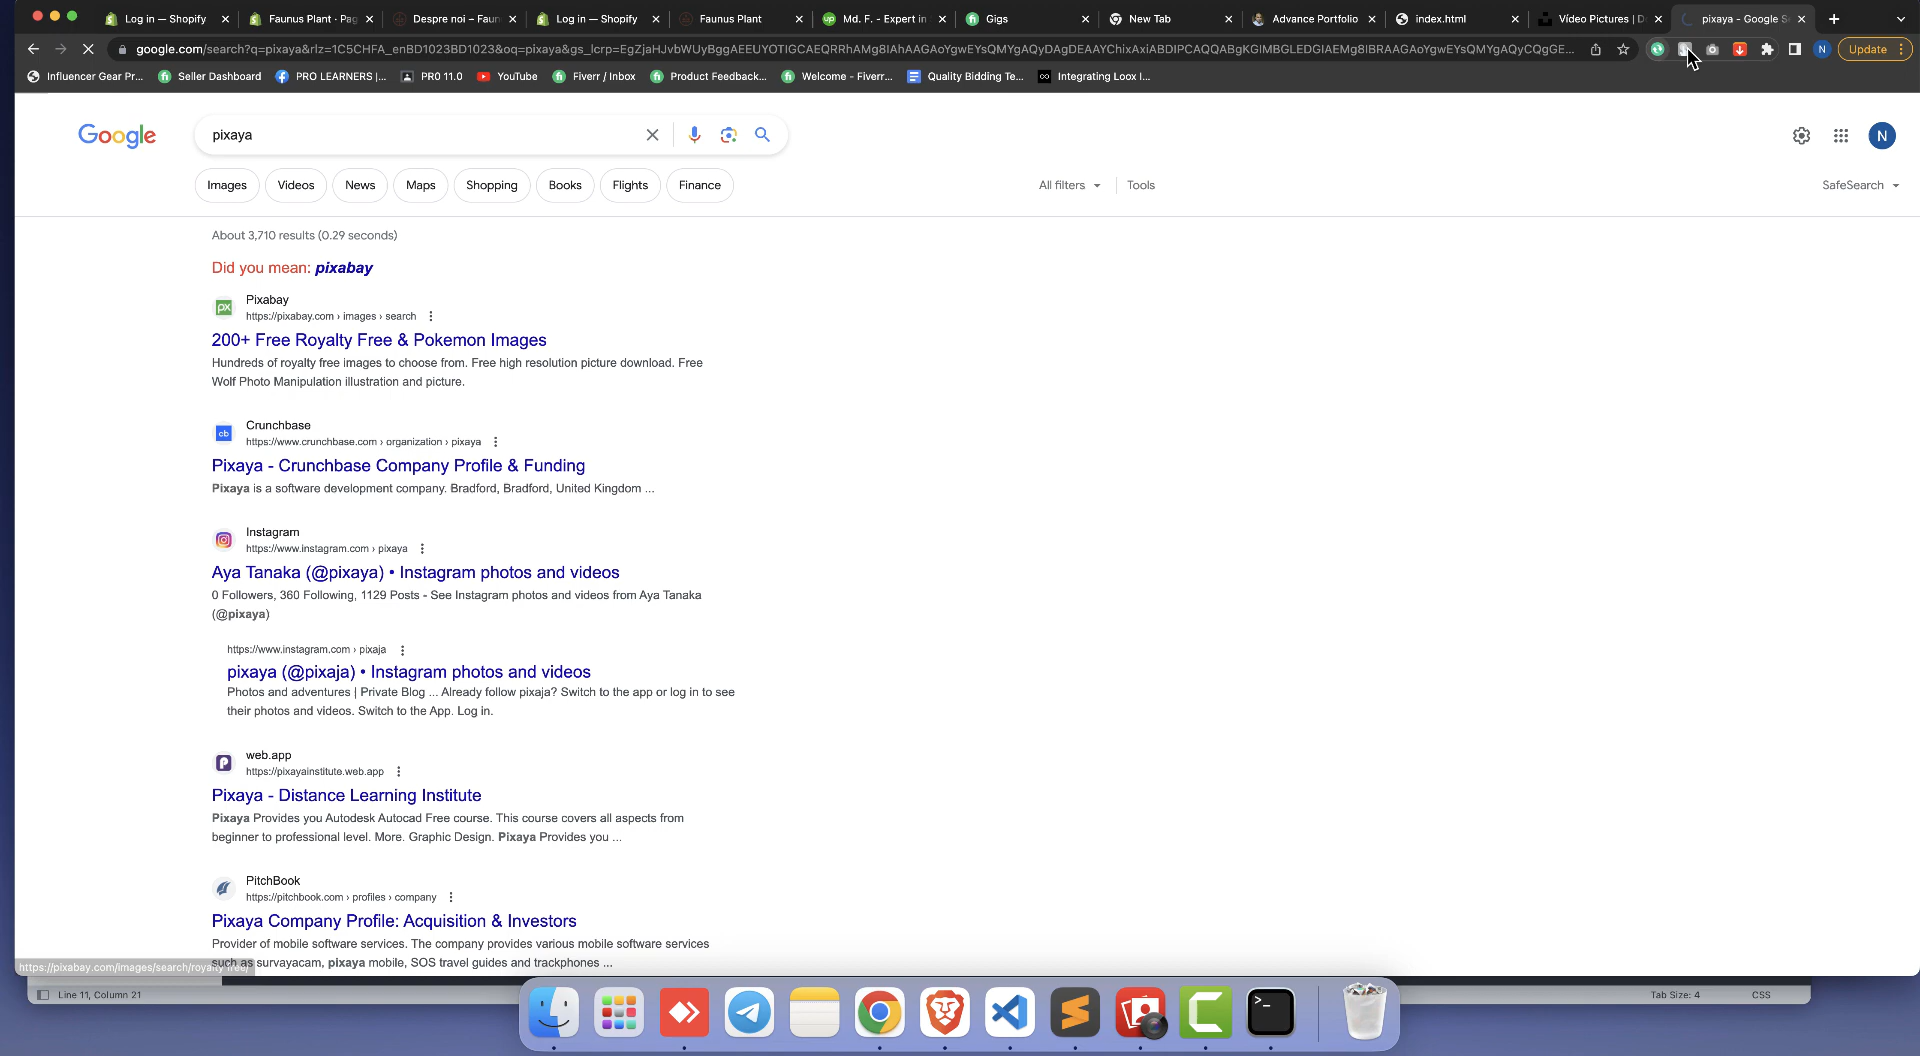 Log in — Shopify
Faunus Plant · Pag
Despre noi – Faun
Log in — Shopify
Faunus Plant
Md. F. - Expert in
Gigs
New Tab
Advance Portfolio
index.html
Video Pictures | D
pixaya - Google S
google.com/search?q=pixaya&rlz=1C5CHFA_enBD1023BD1023&oq=pixaya&gs_lcrp=EgZjaHJvbWUyBggAEEUYOTIGCAEQRRhAMg8IAhAAGAoYgwEYsQMYgAQyDAgDEAAYChixAxiABDIPCAQQABgKGIMBGLEDGIAEMg8IBRAAGAoYgwEYsQMYgAQyCQgGE...
N
Update
Influencer Gear Pr...
Seller Dashboard
PRO LEARNERS |...
PRO 11.0
YouTube
Fiverr / Inbox
Product Feedback...
Welcome - Fiverr...
Quality Bidding Te...
Integrating Loox I...
Google
pixaya
N
Images
Videos
News
Maps
Shopping
Books
Flights
Finance
All filters
Tools
SafeSearch
About 3,710 results (0.29 seconds)
Did you mean: pixabay
Pixabay
https://pixabay.com › images › search
200+ Free Royalty Free & Pokemon Images
Hundreds of royalty free images to choose from. Free high resolution picture download. Free
Wolf Photo Manipulation illustration and picture.
Crunchbase
https://www.crunchbase.com › organization › pixaya
Pixaya - Crunchbase Company Profile & Funding
Pixaya is a software development company. Bradford, Bradford, United Kingdom ...
Instagram
https://www.instagram.com › pixaya
Aya Tanaka (@pixaya) • Instagram photos and videos
0 Followers, 360 Following, 1129 Posts - See Instagram photos and videos from Aya Tanaka
(@pixaya)
https://www.instagram.com › pixaja
pixaya (@pixaja) • Instagram photos and videos
Photos and adventures | Private Blog ... Already follow pixaja? Switch to the app or log in to see
their photos and videos. Switch to the App. Log in.
web.app
https://pixayainstitute.web.app
Pixaya - Distance Learning Institute
Pixaya Provides you Autodesk Autocad Free course. This course covers all aspects from
beginner to professional level. More. Graphic Design. Pixaya Provides you ...
PitchBook
https://pitchbook.com › profiles › company
Pixaya Company Profile: Acquisition & Investors
Provider of mobile software services. The company provides various mobile software services
such as survayacam, pixaya mobile, SOS travel guides and trackphones ...
https://pixabay.com/images/search/royalty free/
Line 11, Column 21
Tab Size: 4
CSS